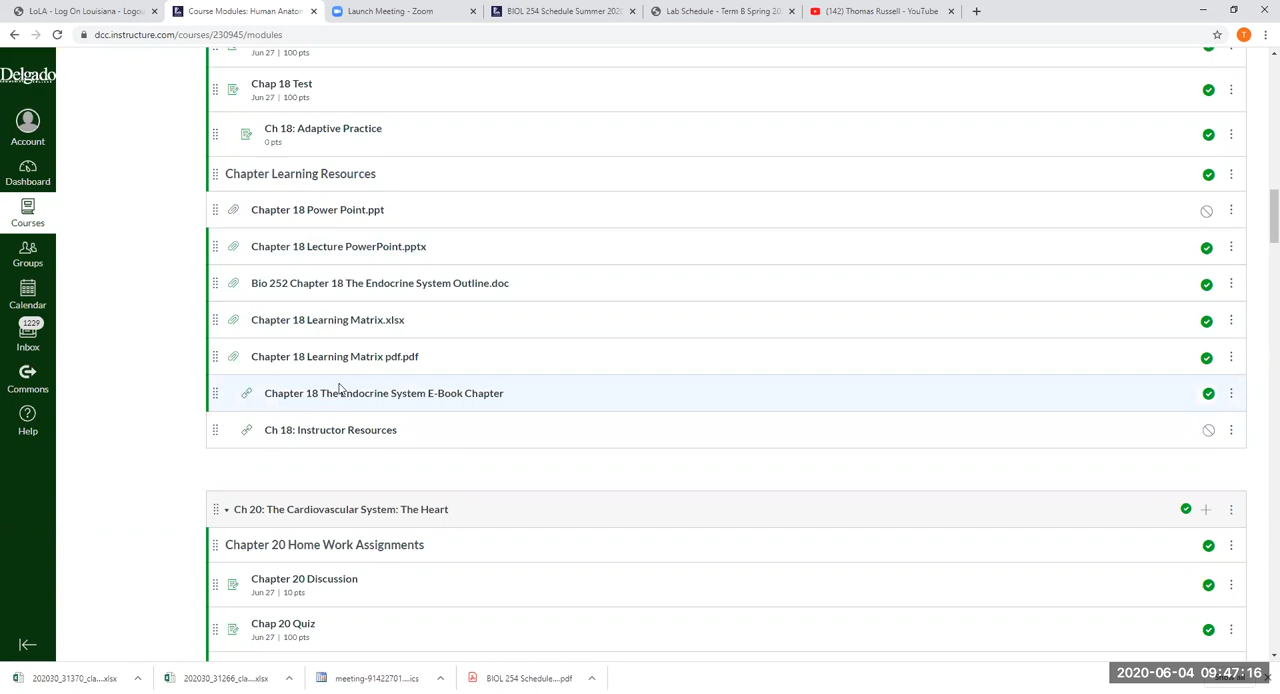 LoLA - Log On Louisiana - Logou
Course Modules: Human Anatom
Launch Meeting - Zoom
BIOL 254 Schedule Summer 2020
Lab Schedule - Term B Spring 20
(142) Thomas Russell - YouTube
dcc.instructure.com/courses/230945/modules
T
Delgado
Account
Dashboard
Courses
Groups
Calendar
1229
Inbox
Commons
Help
Jun 27 | 100 pts
Chap 18 Test
Jun 27 | 100 pts
Ch 18: Adaptive Practice
0 pts
Chapter Learning Resources
Chapter 18 Power Point.ppt
Chapter 18 Lecture PowerPoint.pptx
Bio 252 Chapter 18 The Endocrine System Outline.doc
Chapter 18 Learning Matrix.xlsx
Chapter 18 Learning Matrix pdf.pdf
Chapter 18 The Endocrine System E-Book Chapter
Ch 18: Instructor Resources
Ch 20: The Cardiovascular System: The Heart
Chapter 20 Home Work Assignments
Chapter 20 Discussion
Jun 27 | 10 pts
Chap 20 Quiz
Jun 27 | 100 pts
202030_31370_cla....xlsx
202030_31266_cla....xlsx
meeting-91422701....ics
BIOL 254 Schedule....pdf
2020-06-04 09:47:16